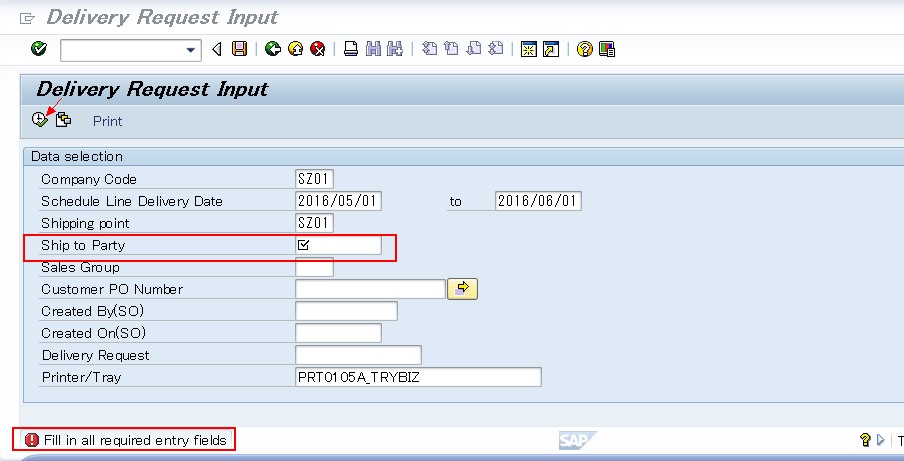 Delivery Request Input
Delivery Request Input
Print
Data selection
Company Code SZ01
Schedule Line Delivery Date 2016/05/01 to 2016/06/01
Shipping point SZ01
Ship to Party
Sales Group
Customer PO Number
Created By(SO)
Created On(SO)
Delivery Request
Printer/Tray PRT0105A_TRYBIZ
Fill in all required entry fields SAP T